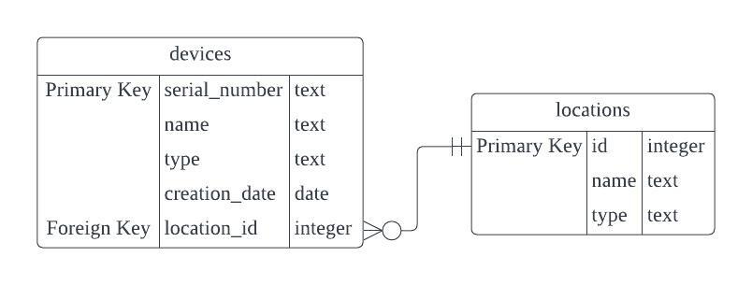 devices
Primary Key serial_number text
name text
type text
creation_date date
Foreign Key location_id integer
locations
Primary Key id integer
name text
type text